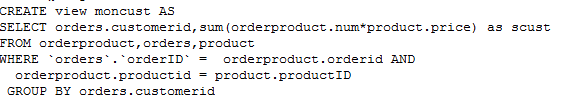 CREATE view moncust AS
SELECT orders.customerid,sum(orderproduct.num*product.price) as scust
FROM orderproduct,orders,product
WHERE `orders`.`orderID` =  orderproduct.orderid AND
  orderproduct.productid = product.productID
 GROUP BY orders.customerid